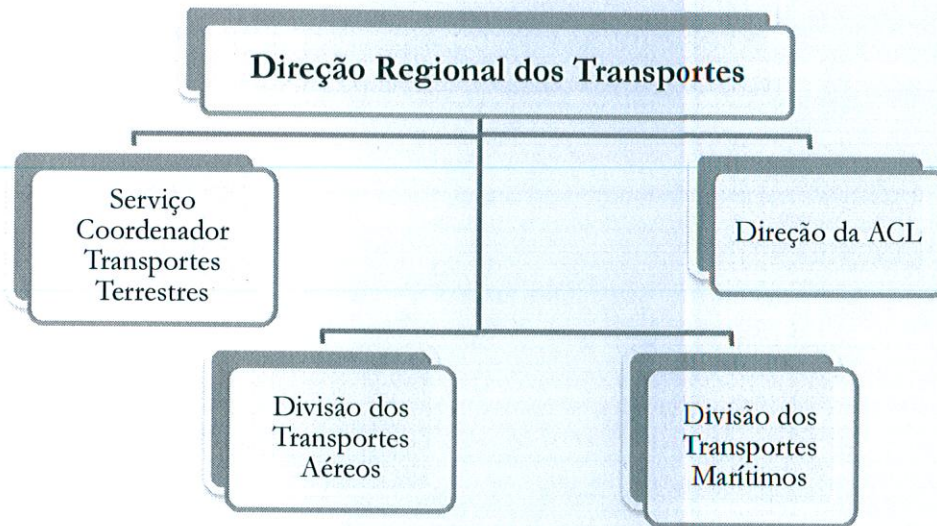 Direção Regional dos Transportes
Serviço
Coordenador
Transportes
Terrestres
Direção da ACL
Divisão dos
Transportes
Aéreos
Divisão dos
Transportes
Marítimos